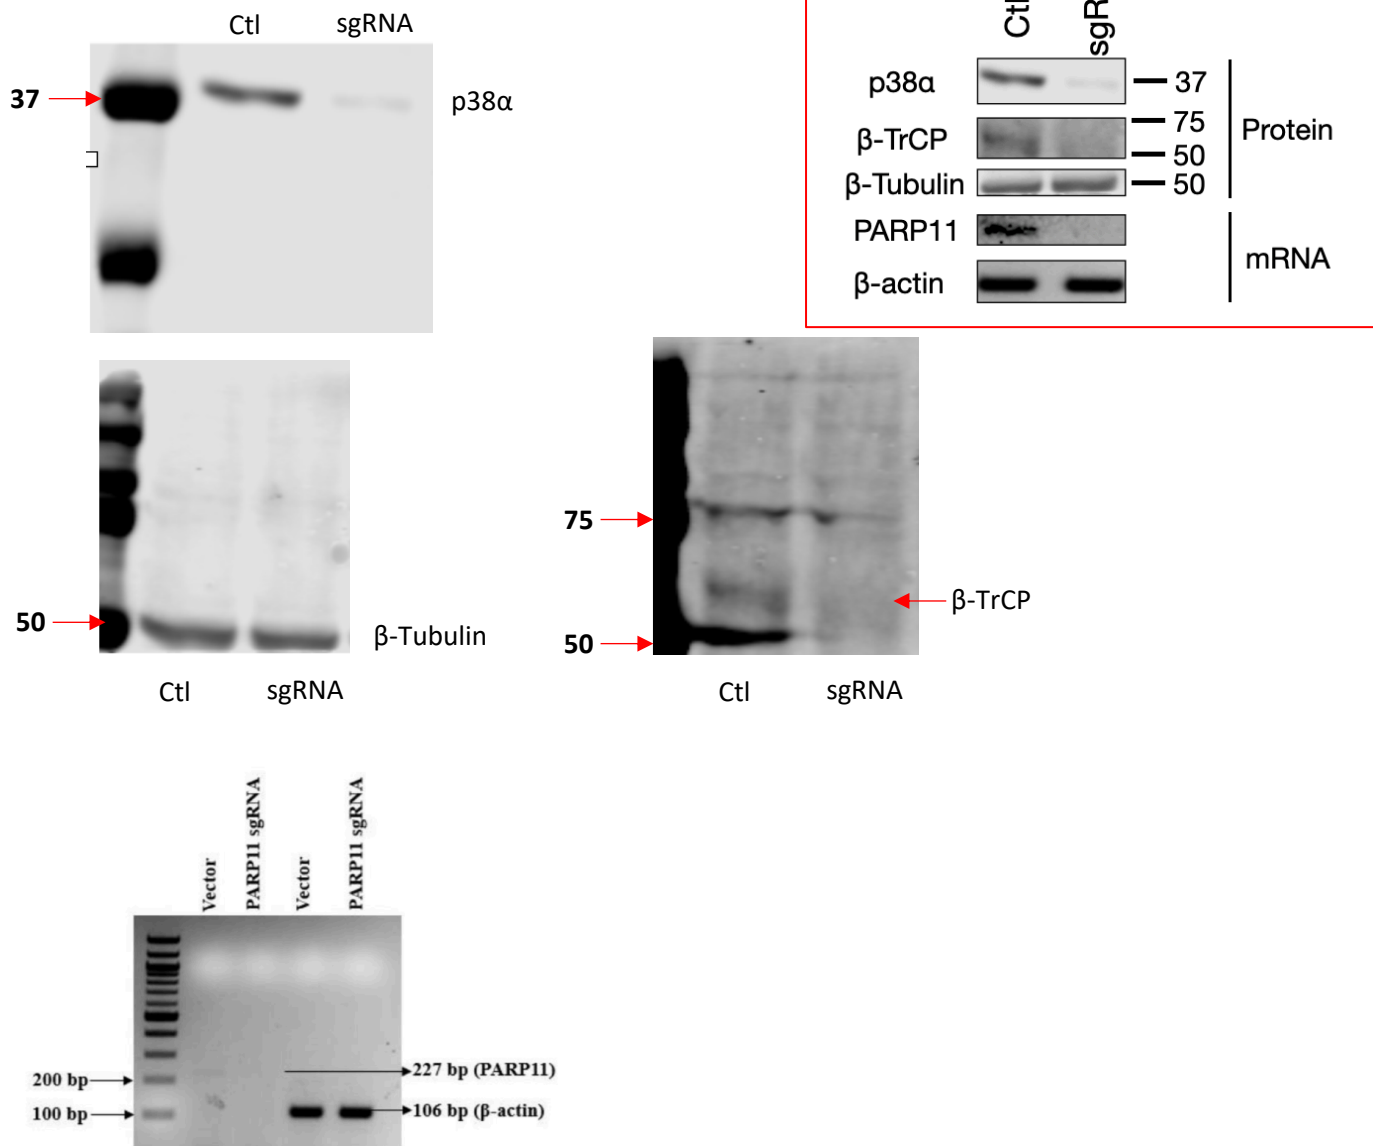 Ctl sgRNA
37
p38α
Ctl
p38α
37
β-TrCP
75
50
β-Tubulin
50
Protein
PARP11
β-actin
mRNA
50
β-Tubulin
Ctl sgRNA
75
50
β-TrCP
Ctl sgRNA
Vector
PARP11 sgRNA
Vector
PARP11 sgRNA
200 bp
100 bp
227 bp (PARP11)
106 bp (β-actin)